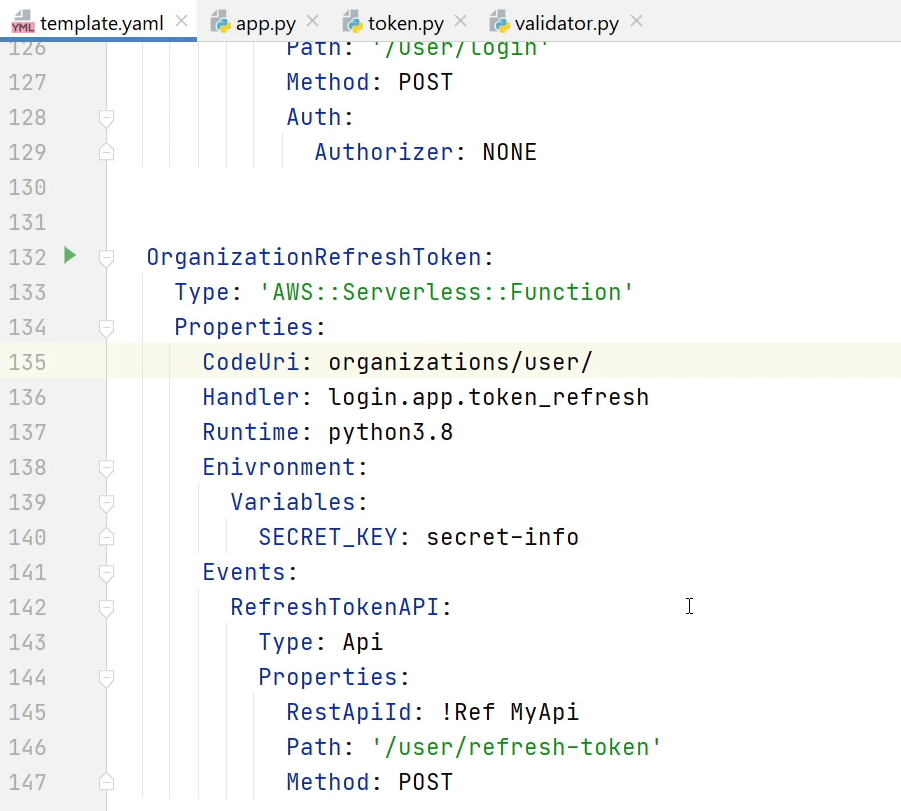 template.yaml app.py token.py validator.py
126 Path: '/user/login'
127 Method: POST
128 Auth:
129 Authorizer: NONE
130
131
132 OrganizationRefreshToken:
133 Type: 'AWS::Serverless::Function'
134 Properties:
135 CodeUri: organizations/user/
136 Handler: login.app.token_refresh
137 Runtime: python3.8
138 Enivronment:
139 Variables:
140 SECRET_KEY: secret-info
141 Events:
142 RefreshTokenAPI:
143 Type: Api
144 Properties:
145 RestApiId: !Ref MyApi
146 Path: '/user/refresh-token'
147 Method: POST